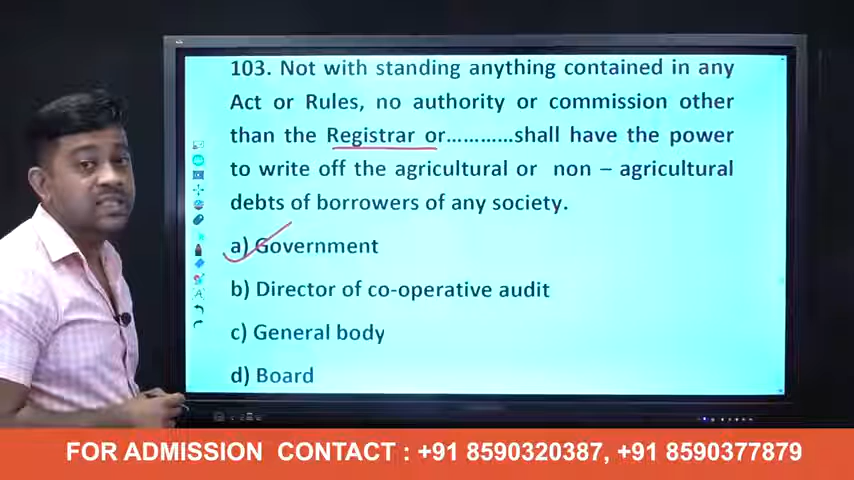 103. Not with standing anything contained in any
Act or Rules, no authority or commission other
than the Registrar or............shall have the power
to write off the agricultural or non – agricultural
debts of borrowers of any society.
a) Government
b) Director of co-operative audit
c) General body
d) Board
FOR ADMISSION CONTACT : +91 8590320387, +91 8590377879